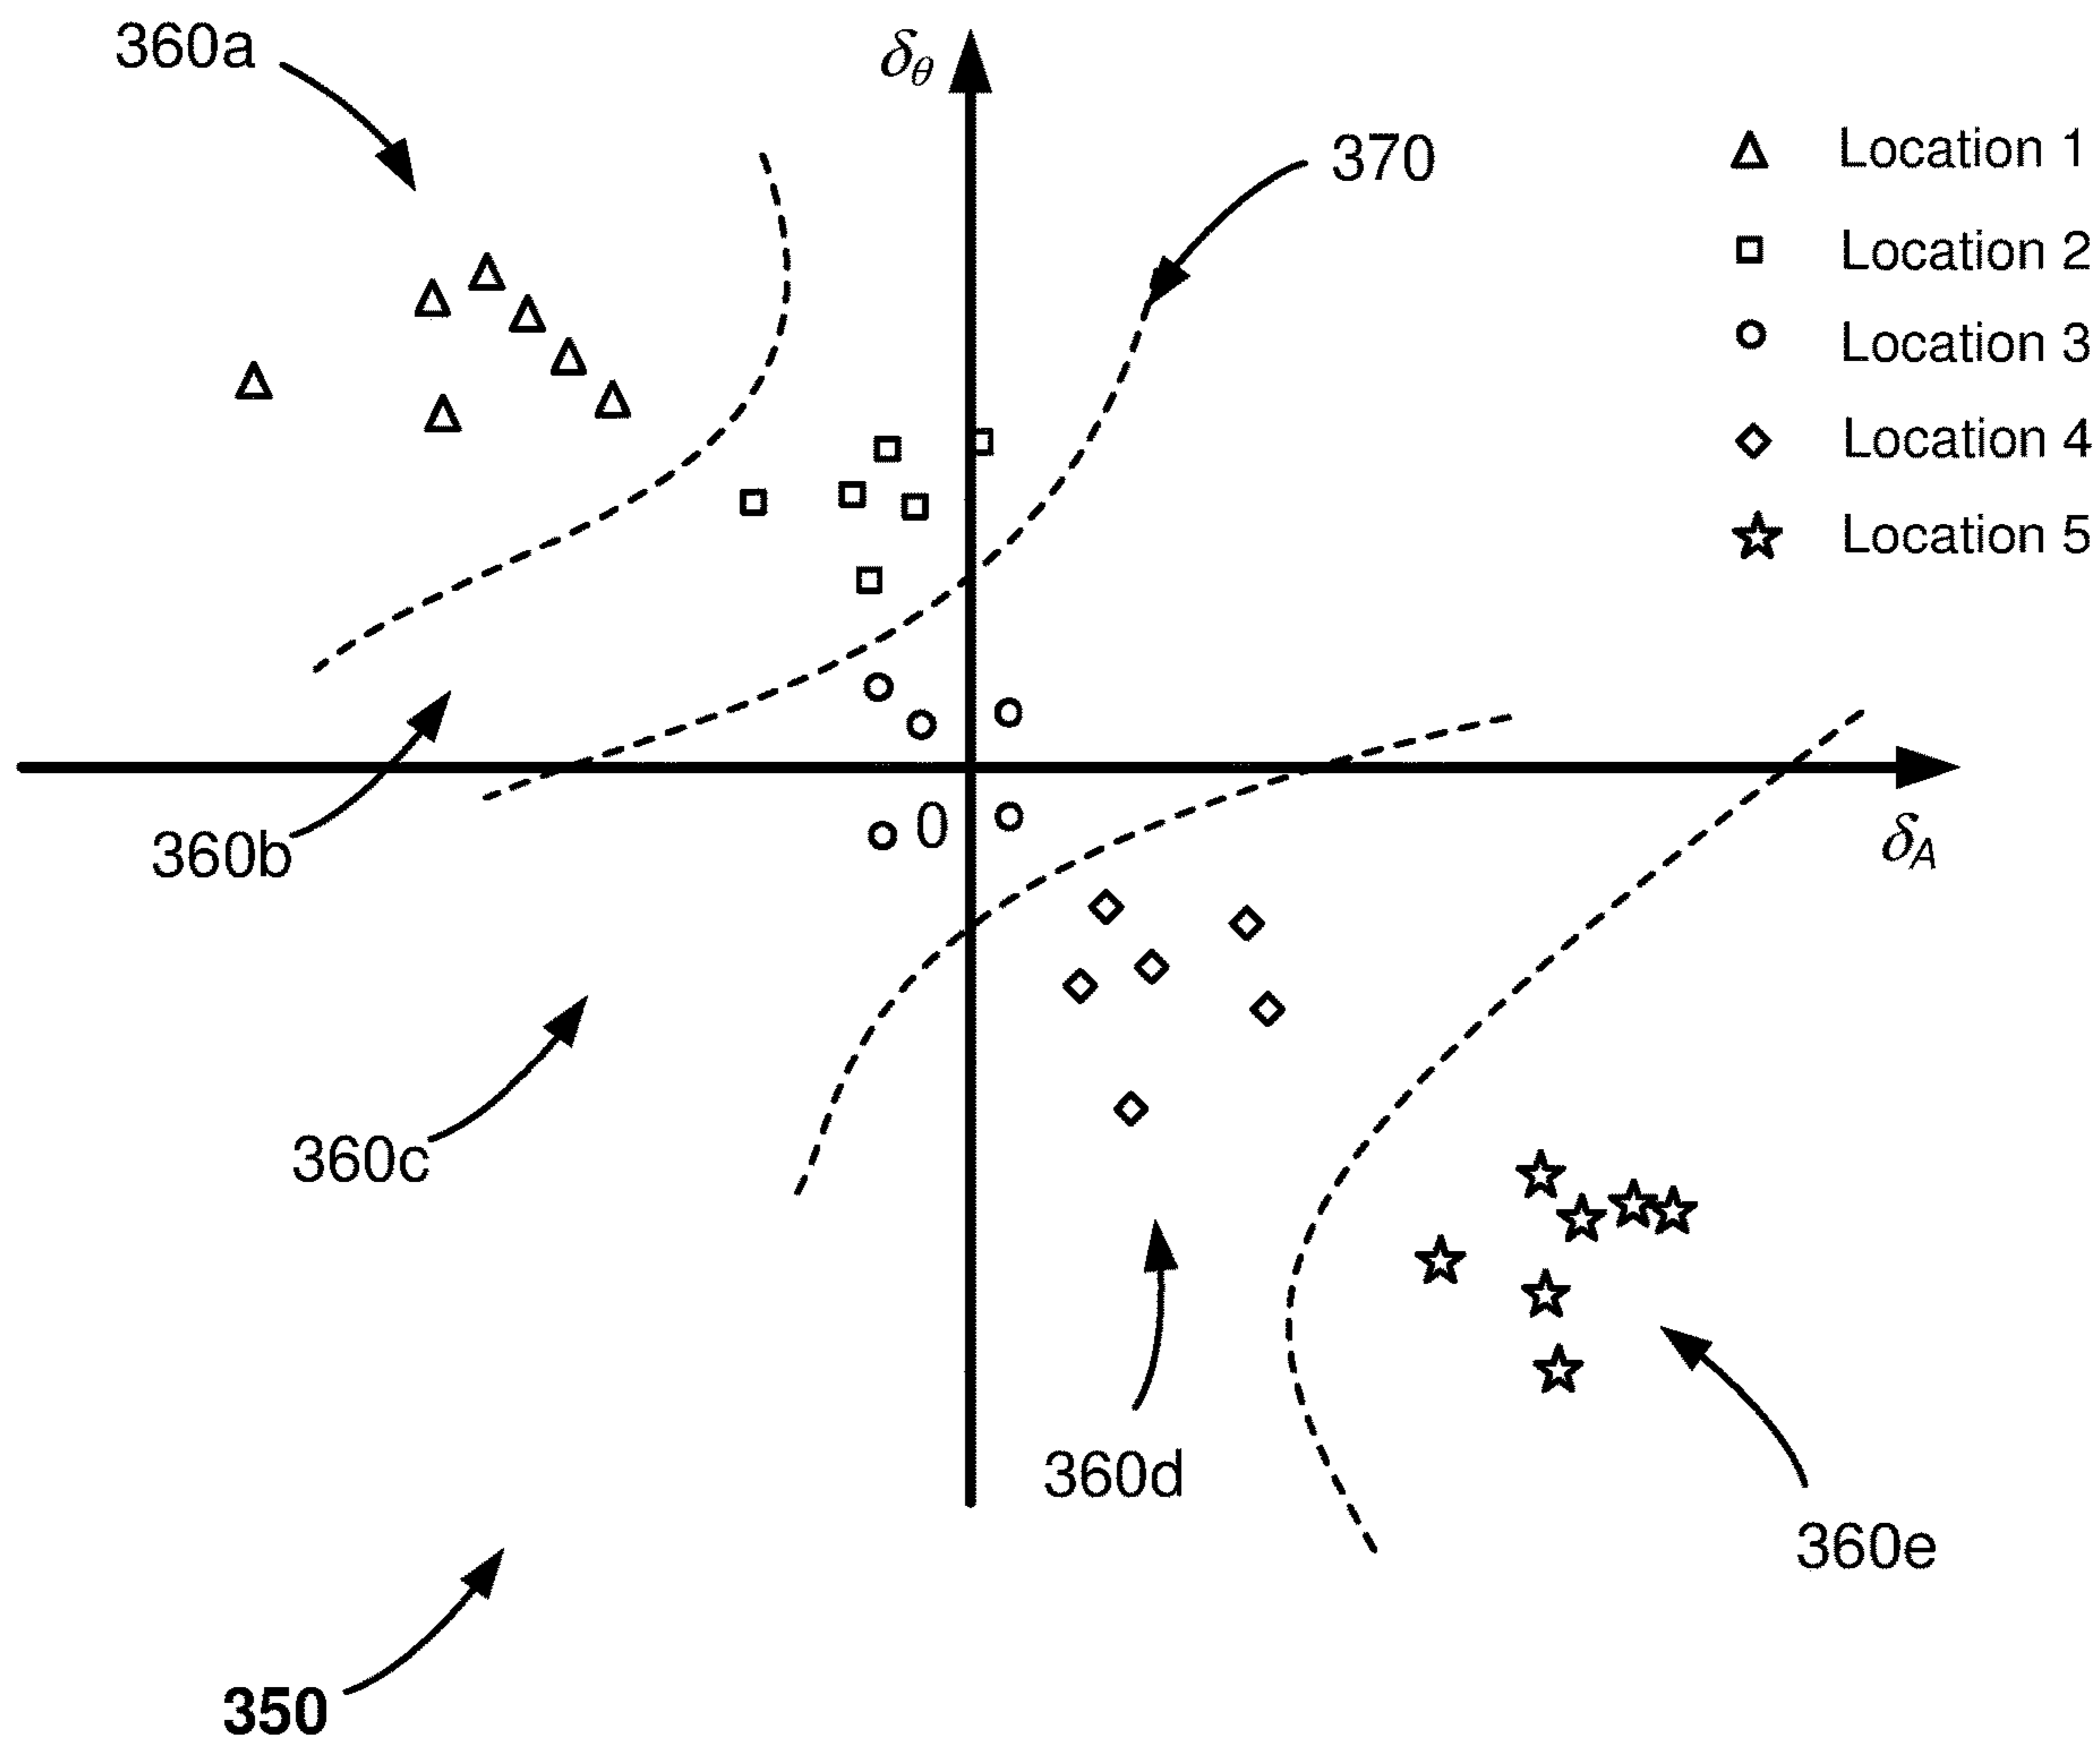 360a
δθ
370
Location 1
Location 2
Location 3
Location 4
Location 5
360b
0
δA
360c
360d
360e
350